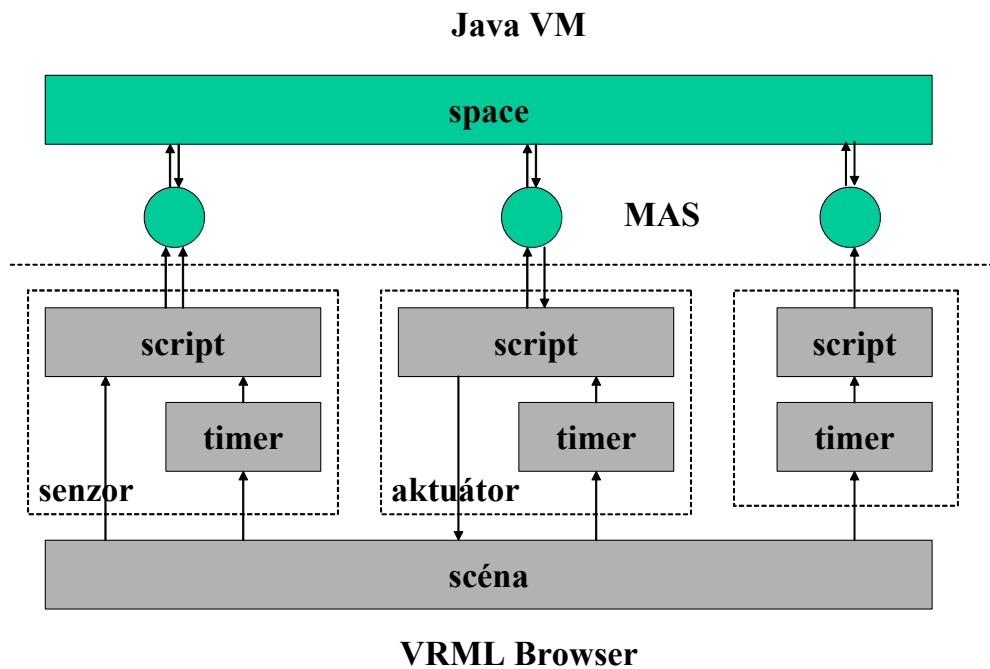 Java VM
space
MAS
script
script
script
timer
timer
timer
senzor
aktuátor
scéna
VRML Browser